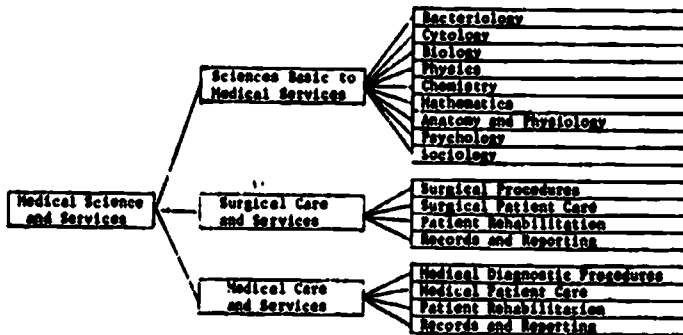 Bacteriology
Cytology
Biology
Physics
Chemistry
Mathematics
Anatomy and Physiology
Psychology
Sociology
Sciences Basic to
Medical Services
Medical Science
and Services
Surgical Care
and Services
Surgical Procedures
Surgical Patient Care
Patient Rehabilitation
Records and Reporting
Medical Care
and Services
Medical Diagnostic Procedures
Medical Patient Care
Patient Rehabilitation
Records and Reporting